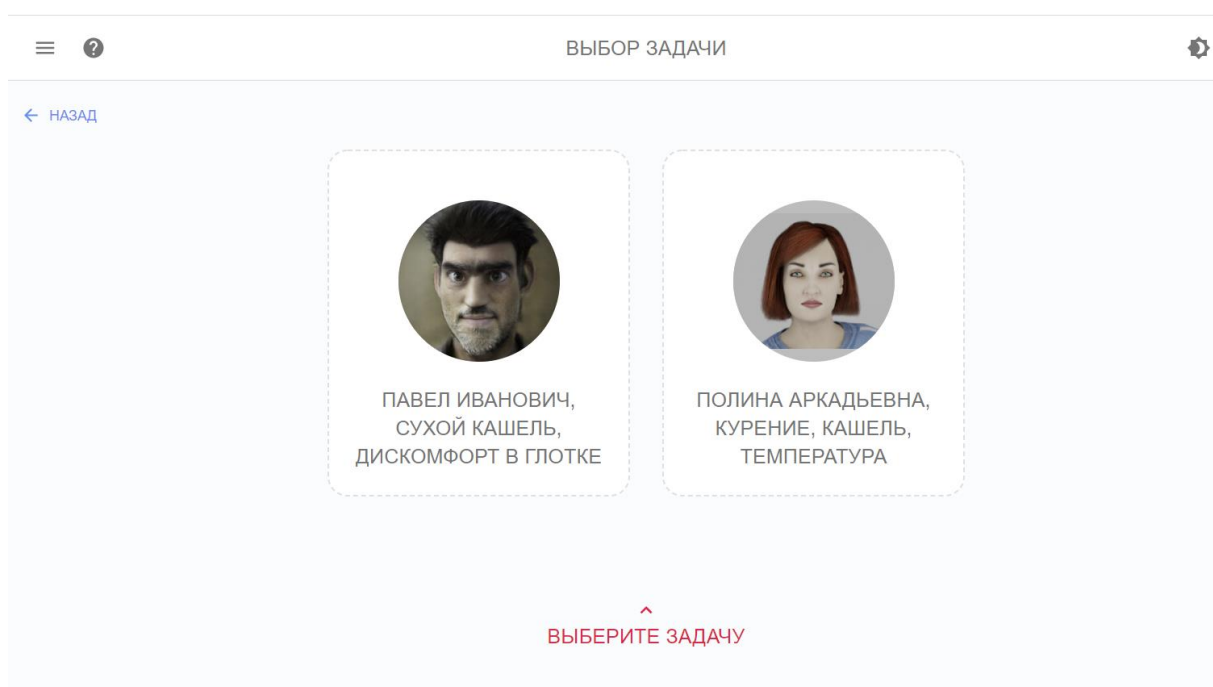 ВЫБОР ЗАДАЧИ
НАЗАД
ПАВЕЛ ИВАНОВИЧ,
СУХОЙ КАШЕЛЬ,
ДИСКОМФОРТ В ГЛОТКЕ
ПОЛИНА АРКАДЬЕВНА,
КУРЕНИЕ, КАШЕЛЬ,
ТЕМПЕРАТУРА
ВЫБЕРИТЕ ЗАДАЧУ